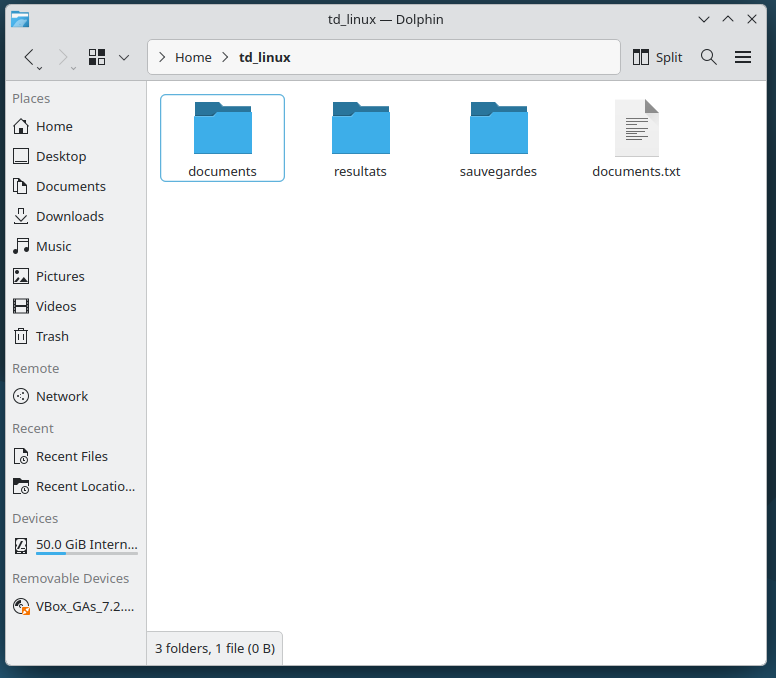 td_linux — Dolphin
Home td_linux
Split
Places
Home
Desktop
Documents
Downloads
Music
Pictures
Videos
Trash
Remote
Network
Recent
Recent Files
Recent Locatio...
Devices
50.0 GiB Intern...
Removable Devices
VBox_GAs_7.2....
documents
resultats
sauvegardes
documents.txt
3 folders, 1 file (0 B)